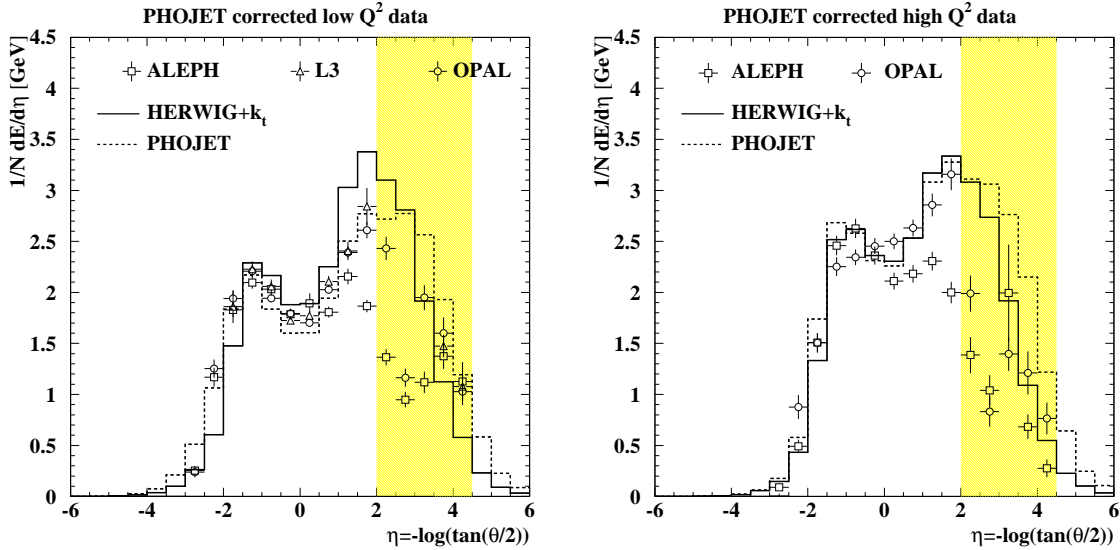 PHOJET corrected low Q² data
1/N dE/dη [GeV]
4.5
4
3.5
3
2.5
2
1.5
1
0.5
0
ALEPH L3 OPAL
HERWIG+kₜ
PHOJET
-6 -4 -2 0 2 4 6
η=-log(tan(θ/2))
PHOJET corrected high Q² data
1/N dE/dη [GeV]
4.5
4
3.5
3
2.5
2
1.5
1
0.5
0
ALEPH OPAL
HERWIG+kₜ
PHOJET
-6 -4 -2 0 2 4 6
η=-log(tan(θ/2))